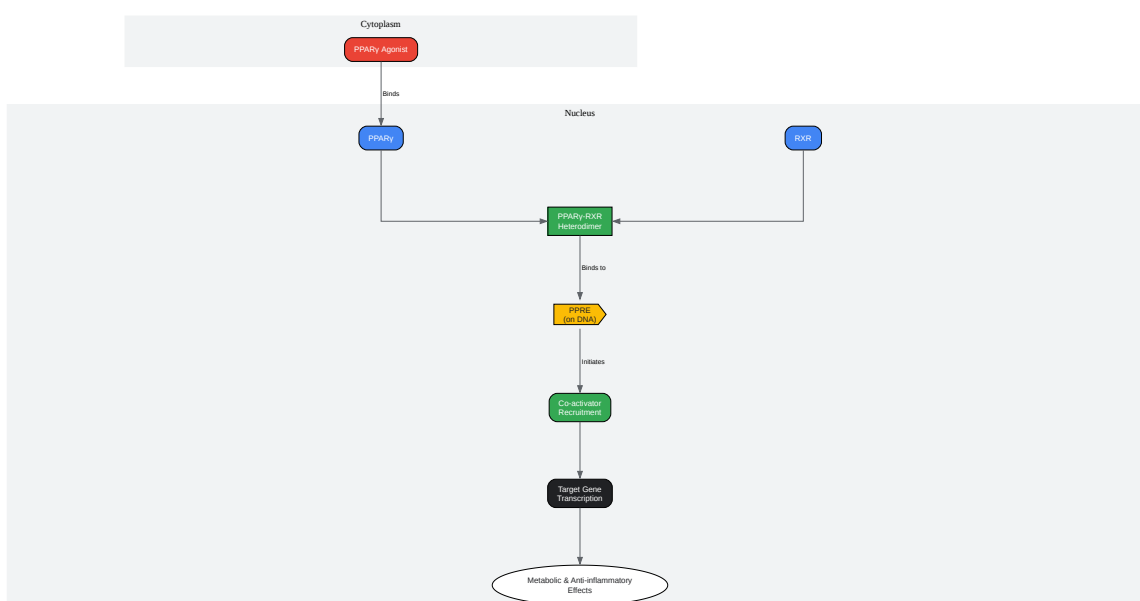 Cytoplasm
PPARγ Agonist
Binds
Nucleus
PPARγ
RXR
PPARγ-RXR
Heterodimer
Binds to
PPRE
(on DNA)
Initiates
Co-activator
Recruitment
Target Gene
Transcription
Metabolic & Anti-inflammatory
Effects